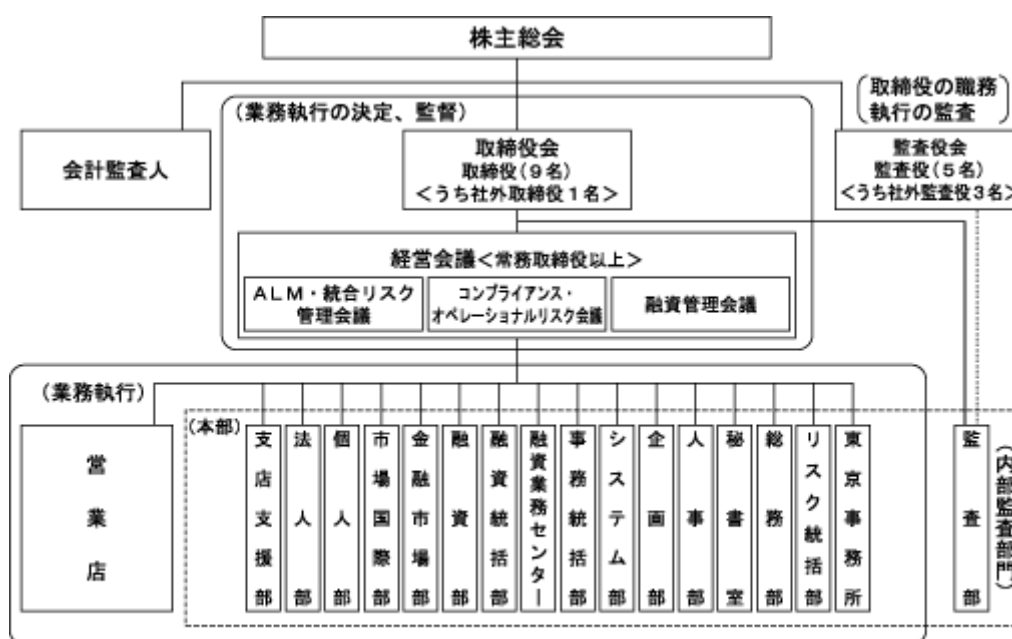 株主総会
(取締役の職務
執行の監査)
(業務執行の決定、監督)
会計監査人
取締役会
取締役(9名)
<うち社外取締役1名>
監査役会
監査役(5名)
<うち社外監査役3名>
経営会議<常務取締役以上>
ALM・統合リスク
管理会議
コンプライアンス・
オペレーショナルリスク会議
融資管理会議
(業務執行)
(本部)
営業店
支店支援部
法人部
個人部
市場国際部
金融市場部
融資部
融資統括部
融資業務センター
事務統括部
システム部
企画部
人事部
秘書室
総務部
リスク統括部
東京事務所
監査部
(内部監査部門)